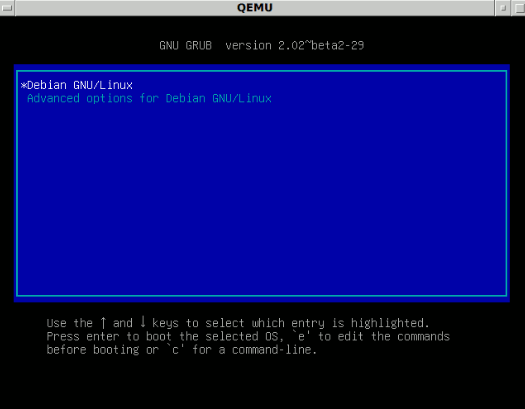 QEMU
GNU GRUB  version 2.02~beta2-29
*Debian GNU/Linux
Advanced options for Debian GNU/Linux
Use the ↑ and ↓ keys to select which entry is highlighted.
Press enter to boot the selected OS, `e' to edit the commands
before booting or `c' for a command-line.